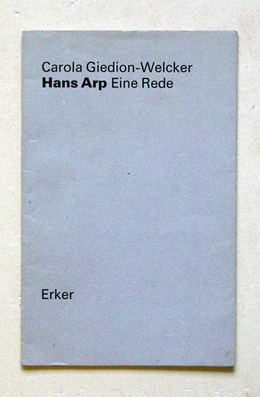 Carola Giedion-Welcker
Hans Arp Eine Rede
Erker